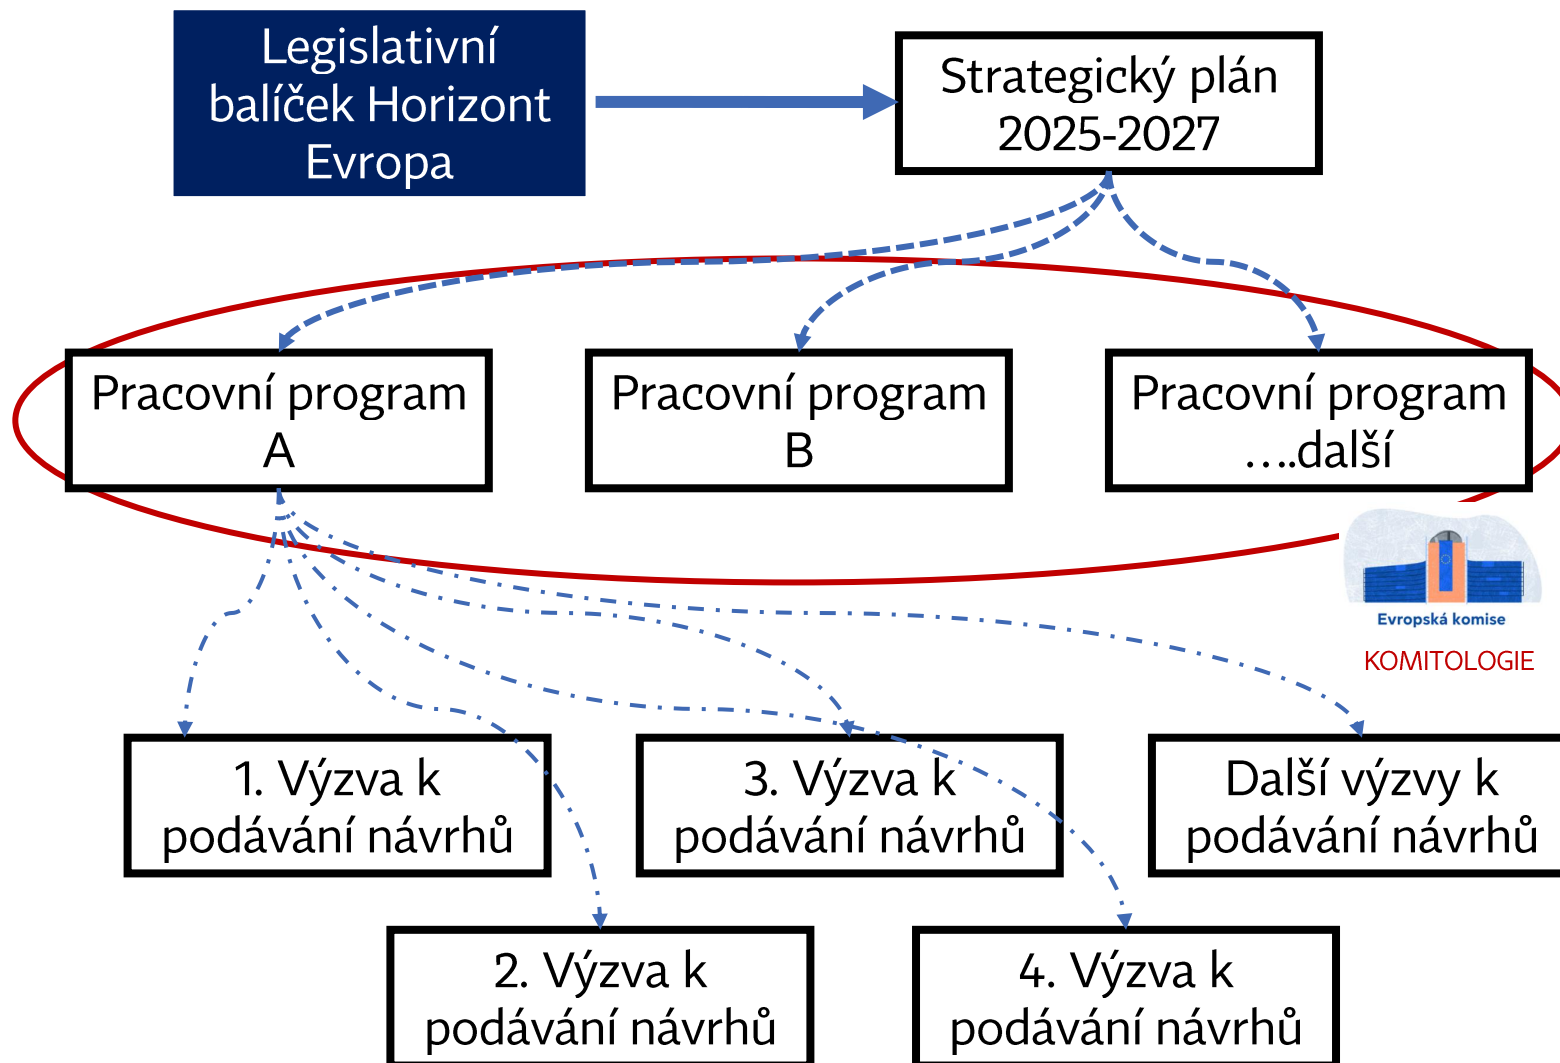 Legislativní
balíček Horizont
Evropa
Strategický plán
2025-2027
Pracovní program
A
Pracovní program
B
Pracovní program
....další
Evropská komise
KOMITOLOGIE
1. Výzva k
podávání návrhů
3. Výzva k
podávání návrhů
Další výzvy k
podávání návrhů
2. Výzva k
podávání návrhů
4. Výzva k
podávání návrhů